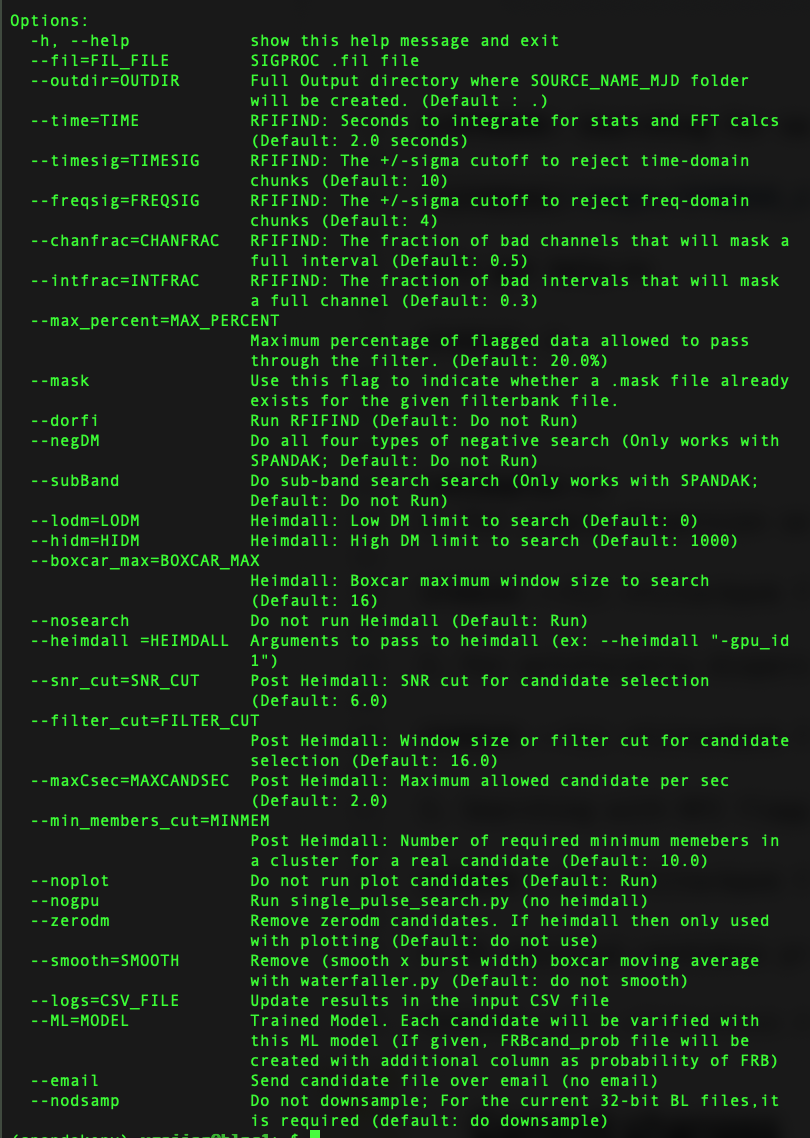 Options:
-h, --help show this help message and exit
--fil=FIL_FILE SIGPROC .fil file
--outdir=OUTDIR Full Output directory where SOURCE_NAME_MJD folder
will be created. (Default : .)
--time=TIME RFIFIND: Seconds to integrate for stats and FFT calcs
(Default: 2.0 seconds)
--timesig=TIMESIG RFIFIND: The +/-sigma cutoff to reject time-domain
chunks (Default: 10)
--freqsig=FREQSIG RFIFIND: The +/-sigma cutoff to reject freq-domain
chunks (Default: 4)
--chanfrac=CHANFRAC RFIFIND: The fraction of bad channels that will mask a
full interval (Default: 0.5)
--intfrac=INTFRAC RFIFIND: The fraction of bad intervals that will mask
a full channel (Default: 0.3)
--max_percent=MAX_PERCENT
Maximum percentage of flagged data allowed to pass
through the filter. (Default: 20.0%)
--mask Use this flag to indicate whether a .mask file already
exists for the given filterbank file.
--dorfi Run RFIFIND (Default: Do not Run)
--negDM Do all four types of negative search (Only works with
SPANDAK; Default: Do not Run)
--subBand Do sub-band search search (Only works with SPANDAK;
Default: Do not Run)
--lodm=LODM Heimdall: Low DM limit to search (Default: 0)
--hidm=HIDM Heimdall: High DM limit to search (Default: 1000)
--boxcar_max=BOXCAR_MAX
Heimdall: Boxcar maximum window size to search
(Default: 16)
--nosearch Do not run Heimdall (Default: Run)
--heimdall =HEIMDALL Arguments to pass to heimdall (ex: --heimdall "-gpu_id
1")
--snr_cut=SNR_CUT Post Heimdall: SNR cut for candidate selection
(Default: 6.0)
--filter_cut=FILTER_CUT
Post Heimdall: Window size or filter cut for candidate
selection (Default: 16.0)
--maxCsec=MAXCANDSEC Post Heimdall: Maximum allowed candidate per sec
(Default: 2.0)
--min_members_cut=MINMEM
Post Heimdall: Number of required minimum memebers in
a cluster for a real candidate (Default: 10.0)
--noplot Do not run plot candidates (Default: Run)
--nogpu Run single_pulse_search.py (no heimdall)
--zerodm Remove zerodm candidates. If heimdall then only used
with plotting (Default: do not use)
--smooth=SMOOTH Remove (smooth x burst width) boxcar moving average
with waterfaller.py (Default: do not smooth)
--logs=CSV_FILE Update results in the input CSV file
--ML=MODEL Trained Model. Each candidate will be varified with
this ML model (If given, FRBcand_prob file will be
created with additional column as probability of FRB)
--email Send candidate file over email (no email)
--nodsamp Do not downsample; For the current 32-bit BL files,it
is required (default: do downsample)